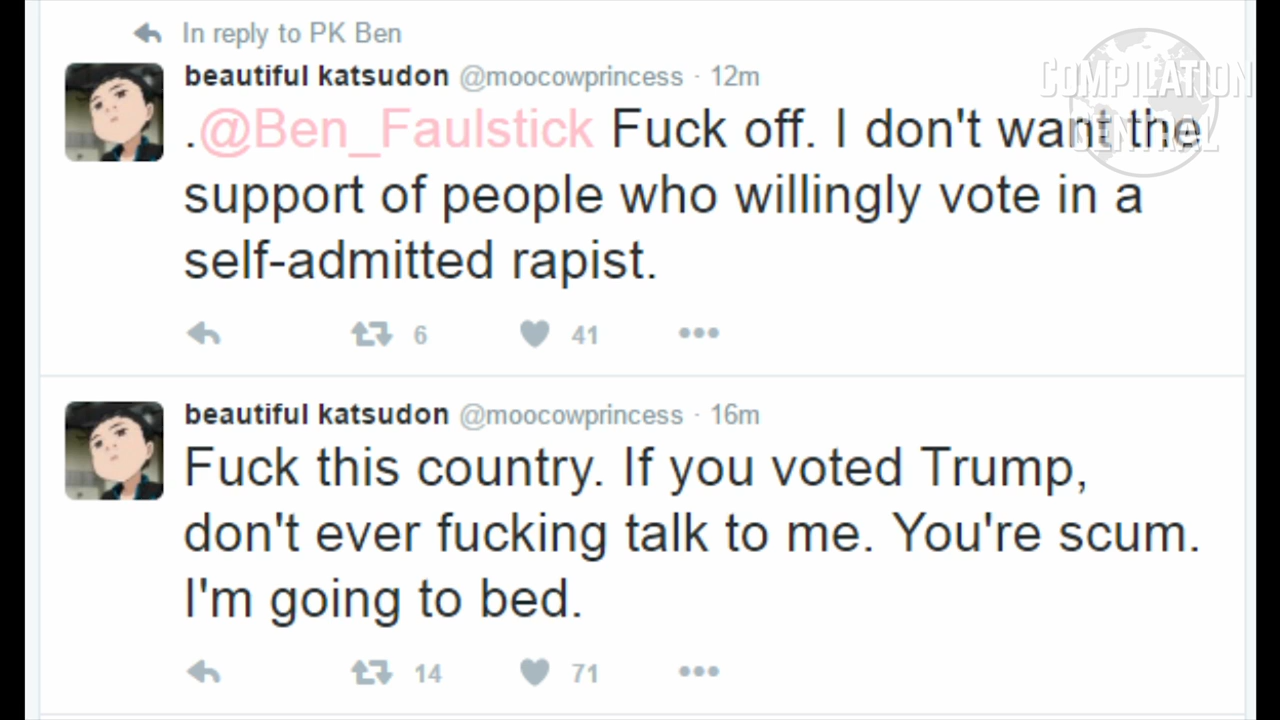 In reply to PK Ben
beautiful katsudon @moocowprincess · 12m
.@Ben_Faulstick Fuck off. I don't want the
support of people who willingly vote in a
self-admitted rapist.
6 41
beautiful katsudon @moocowprincess · 16m
Fuck this country. If you voted Trump,
don't ever fucking talk to me. You're scum.
I'm going to bed.
14 71
COMPILATION
CENTRAL